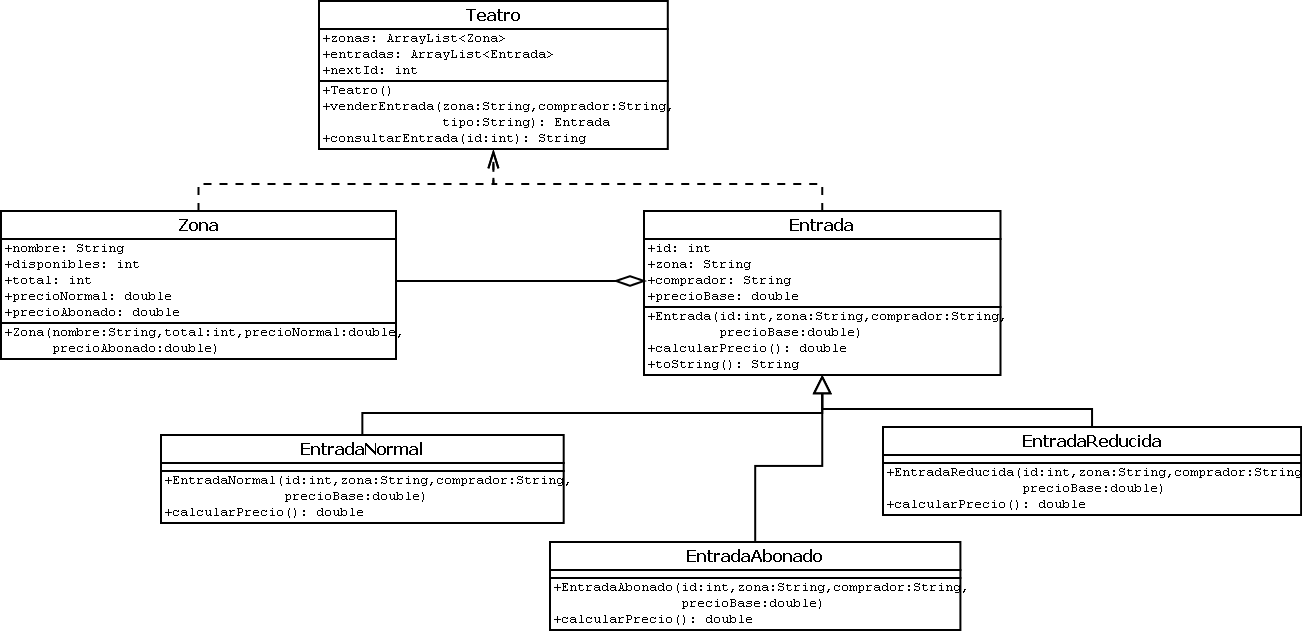 Teatro
+zonas: ArrayList<Zona>
+entradas: ArrayList<Entrada>
+nextId: int
+Teatro()
+venderEntrada(zona:String,comprador:String,
tipo:String): Entrada
+consultarEntrada(id:int): String
Zona
+nombre: String
+disponibles: int
+total: int
+precioNormal: double
+precioAbonado: double
+Zona(nombre:String,total:int,precioNormal:double,
precioAbonado:double)
Entrada
+id: int
+zona: String
+comprador: String
+precioBase: double
+Entrada(id:int,zona:String,comprador:String,
precioBase:double)
+calcularPrecio(): double
+toString(): String
EntradaNormal
+EntradaNormal(id:int,zona:String,comprador:String,
precioBase:double)
+calcularPrecio(): double
EntradaReducida
+EntradaReducida(id:int,zona:String,comprador:String
precioBase:double)
+calcularPrecio(): double
EntradaAbonado
+EntradaAbonado(id:int,zona:String,comprador:String,
precioBase:double)
+calcularPrecio(): double